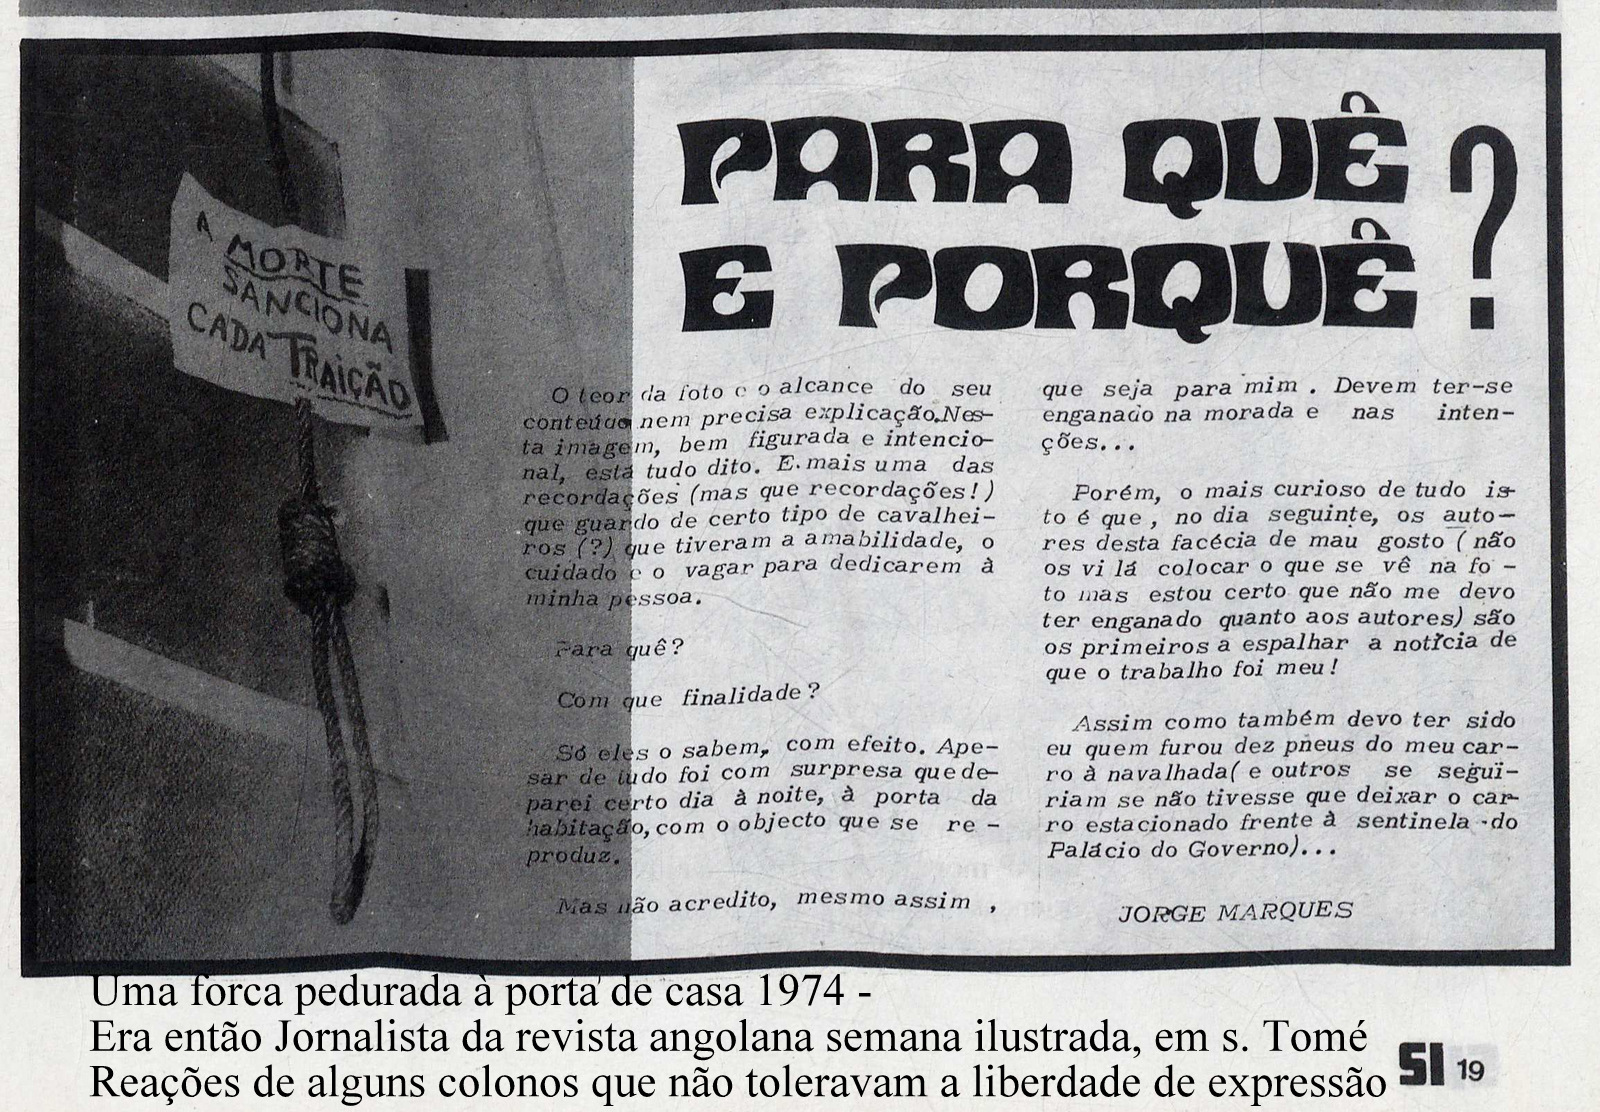 A
MORTE
SANCIONA
CADA TRAIÇÃO
PARA QUÊ
E PORQUÊ?
O teor da foto e o alcance do seu
conteúdo nem precisa explicação. Nes-
ta imagem, bem figurada e intencio-
nal, está tudo dito. E mais uma das
recordações (mas que recordações!)
que guardo de certo tipo de cavalhei-
ros (?) que tiveram a amabilidade, o
cuidado e o vagar para dedicarem à
minha pessoa.
Para quê?
Com que finalidade?
Só eles o sabem, com efeito. Ape-
sar de tudo foi com surpresa que de-
parei certo dia à noite, à porta da
habitação, com o objecto que se re-
produz.
Mas não acredito, mesmo assim,
que seja para mim. Devem ter-se
enganado na morada e nas inten-
ções...
Porém, o mais curioso de tudo is-
to é que, no dia seguinte, os auto-
res desta facécia de mau gosto (não
os vi lá colocar o que se vê na fo-
to mas estou certo que não me devo
ter enganado quanto aos autores) são
os primeiros a espalhar a notícia de
que o trabalho foi meu!
Assim como também devo ter sido
eu quem furou dez pneus do meu car-
ro à navalhada (e outros se segui-
riam se não tivesse que deixar o car-
ro estacionado frente à sentinela do
Palácio do Governo)...
JORGE MARQUES
Uma forca pedurada à porta de casa 1974 -
Era então Jornalista da revista angolana semana ilustrada, em s. Tomé
Reações de alguns colonos que não toleravam a liberdade de expressão
SI 19